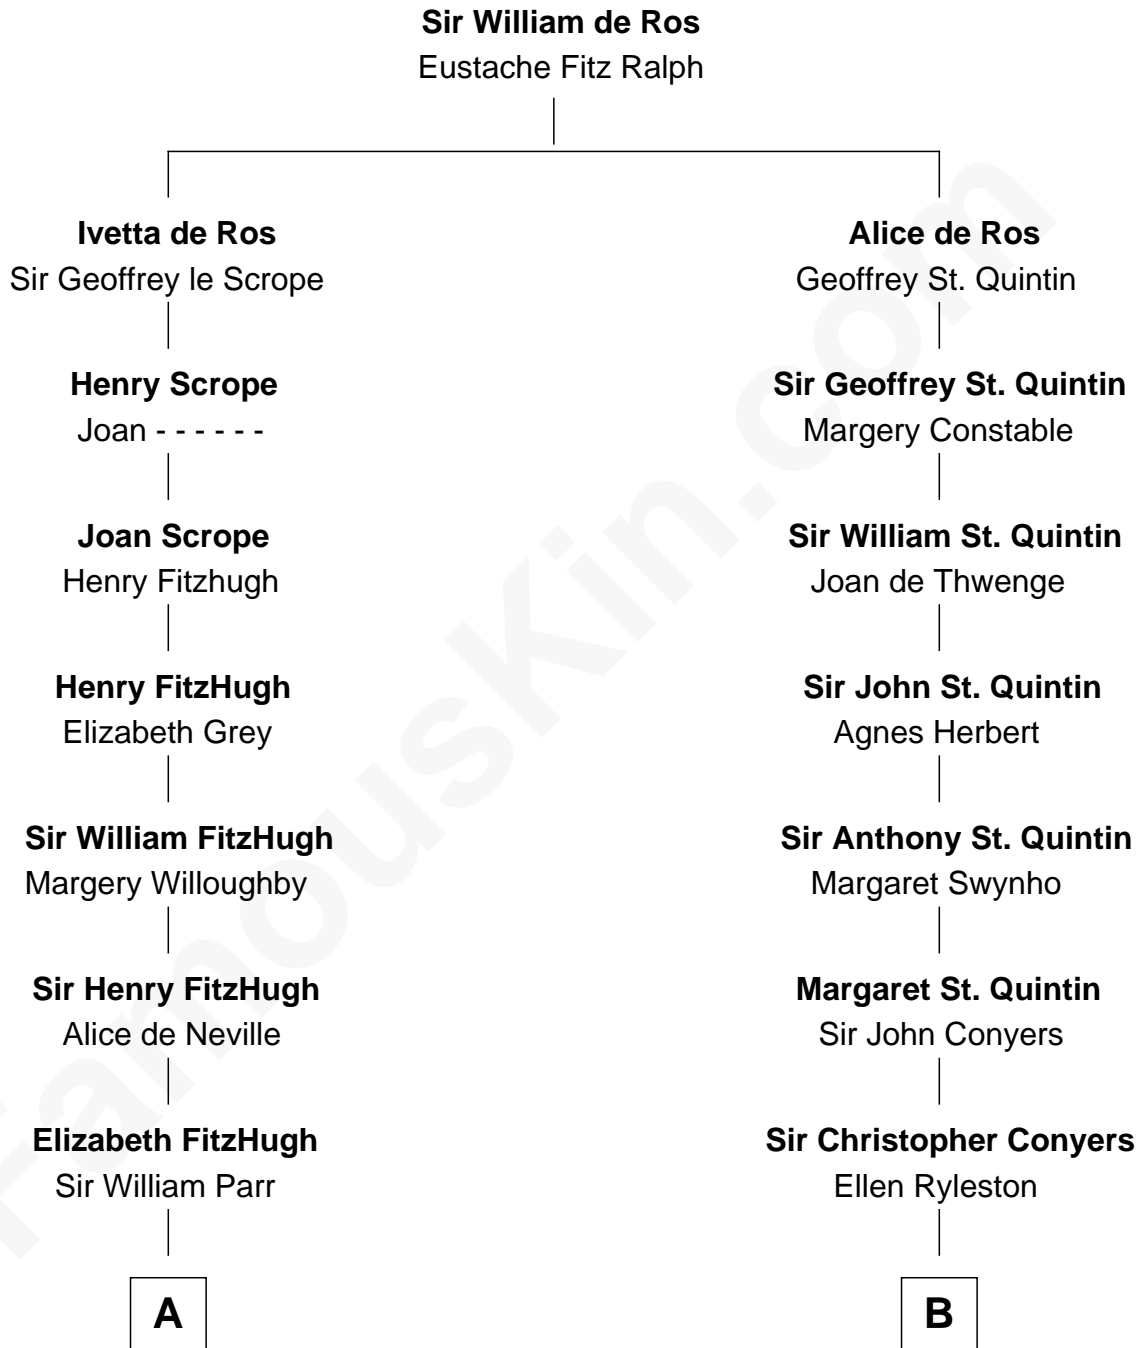 Sir William de Ros
Eustache Fitz Ralph
Ivetta de Ros
Sir Geoffrey le Scrope
Alice de Ros
Geoffrey St. Quintin
Henry Scrope
Joan - - - - - -
Sir Geoffrey St. Quintin
Margery Constable
Joan Scrope
Henry Fitzhugh
Sir William St. Quintin
Joan de Thwenge
Henry FitzHugh
Elizabeth Grey
Sir John St. Quintin
Agnes Herbert
Sir William FitzHugh
Margery Willoughby
Sir Anthony St. Quintin
Margaret Swynho
Sir Henry FitzHugh
Alice de Neville
Margaret St. Quintin
Sir John Conyers
Elizabeth FitzHugh
Sir William Parr
Sir Christopher Conyers
Ellen Ryleston
A
B
FamousKin.com